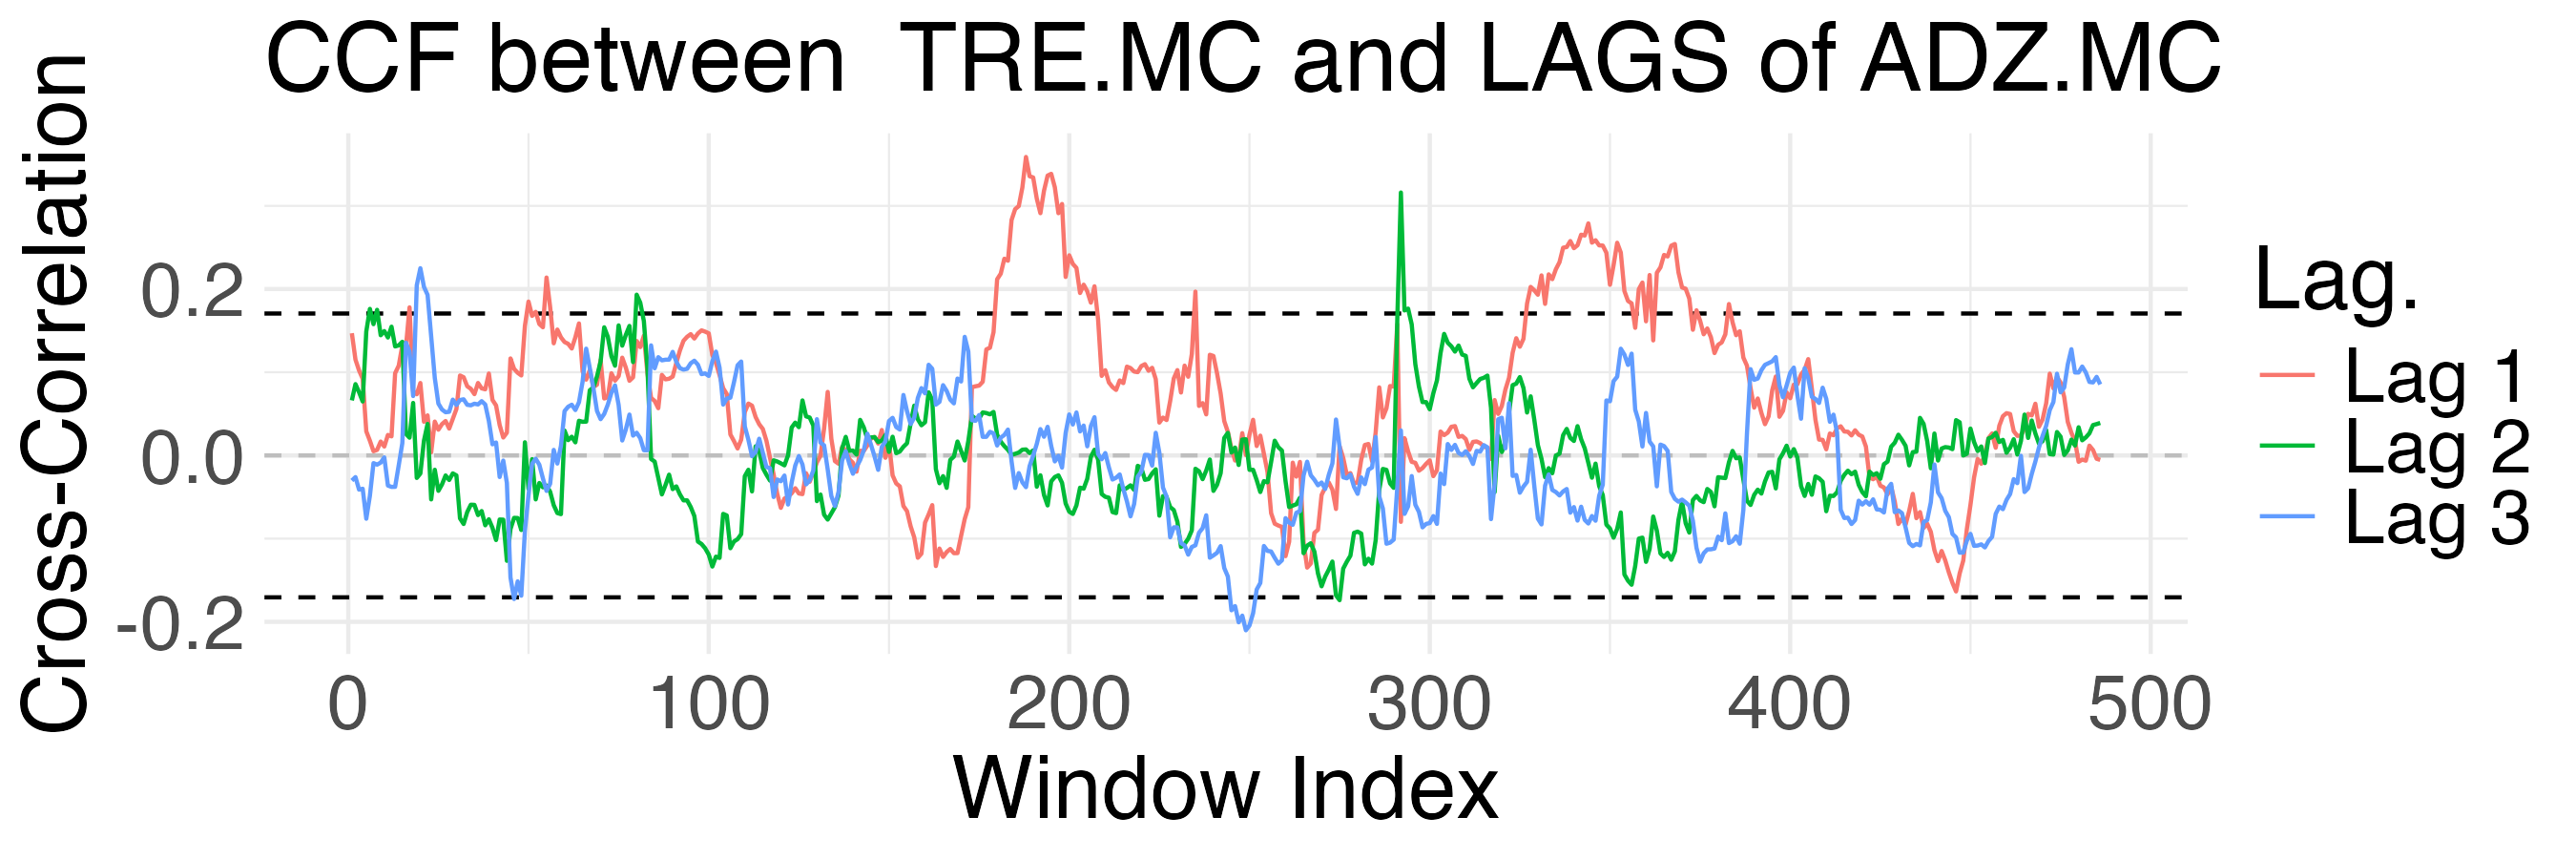 CCF between  TRE.MC and LAGS of ADZ.MC
Cross-Correlation
0.2
0.0
-0.2
0 100 200 300 400 500
Window Index
Lag.
Lag 1
Lag 2
Lag 3